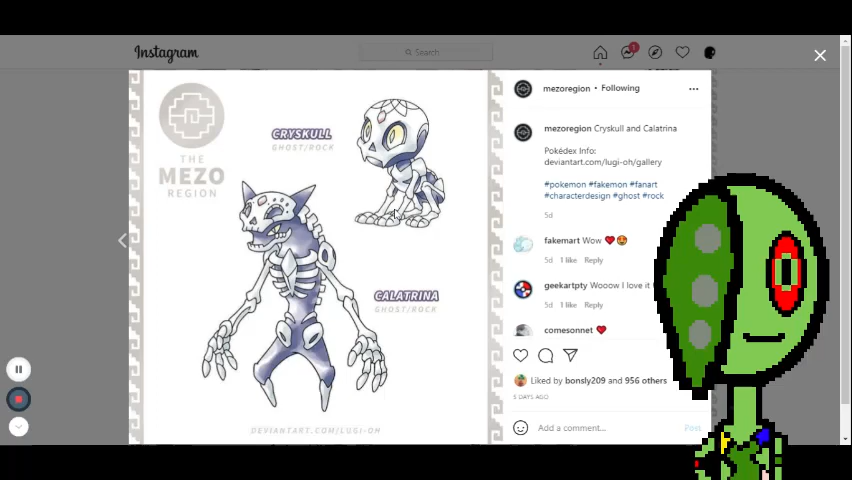 Instagram
Search
1
THE
MEZO
REGION
CRYSKULL
GHOST/ROCK
CALATRINA
GHOST/ROCK
DEVIANTART.COM/LUGI-OH
mezoregion • Following
mezoregion Cryskull and Calatrina
Pokédex Info:
deviantart.com/lugi-oh/gallery
#pokemon #fakemon #fanart
#characterdesign #ghost #rock
5d
fakemart Wow
5d 1 like Reply
geekartpty Wooow I love it
5d 1 like Reply
comesonnet
Liked by bonsly209 and 956 others
5 DAYS AGO
Add a comment...
Post